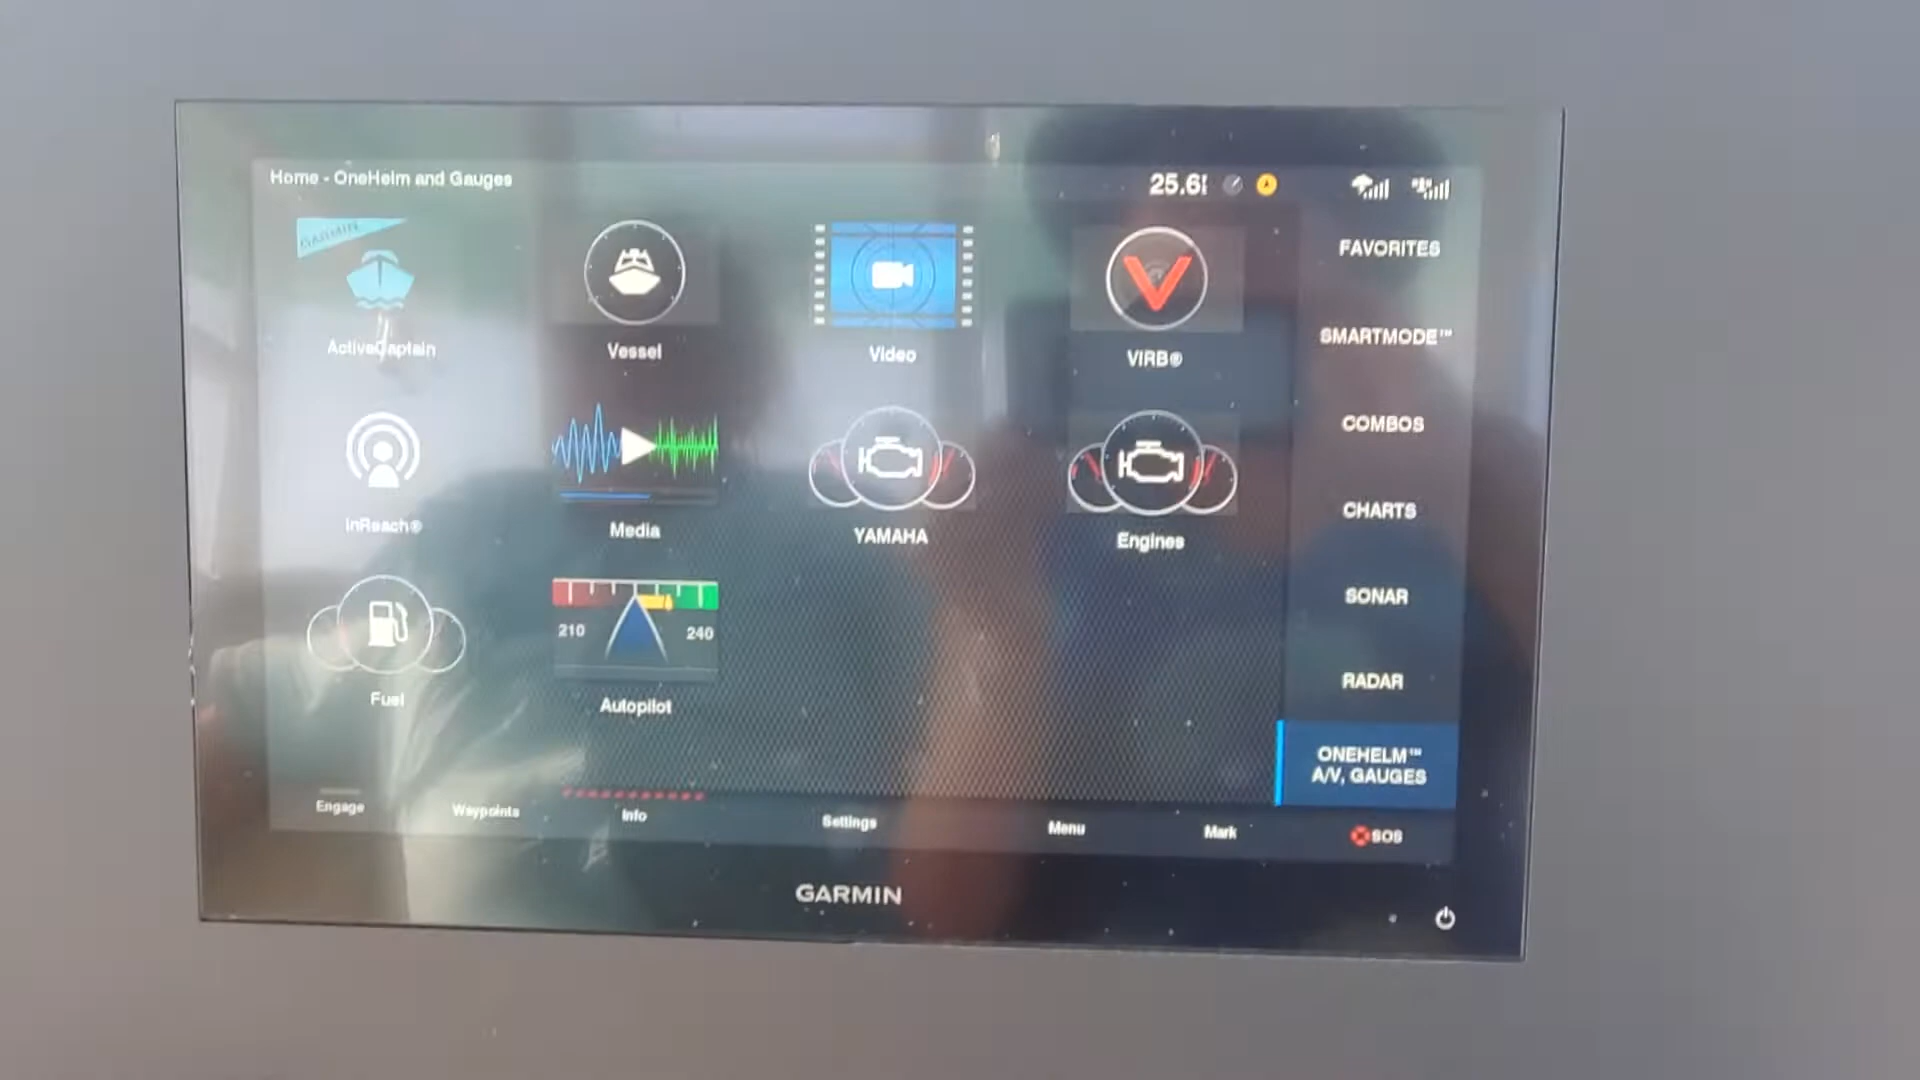 Home - OneHelm and Gauges
25.6
GARMIN
ActiveCaptain
Vessel
Video
VIRB®
inReach®
Media
YAMAHA
Engines
210
240
Fuel
Autopilot
FAVORITES
SMARTMODE™
COMBOS
CHARTS
SONAR
RADAR
ONEHELM™
A/V, GAUGES
Engage
Waypoints
Info
Settings
Menu
Mark
SOS
GARMIN